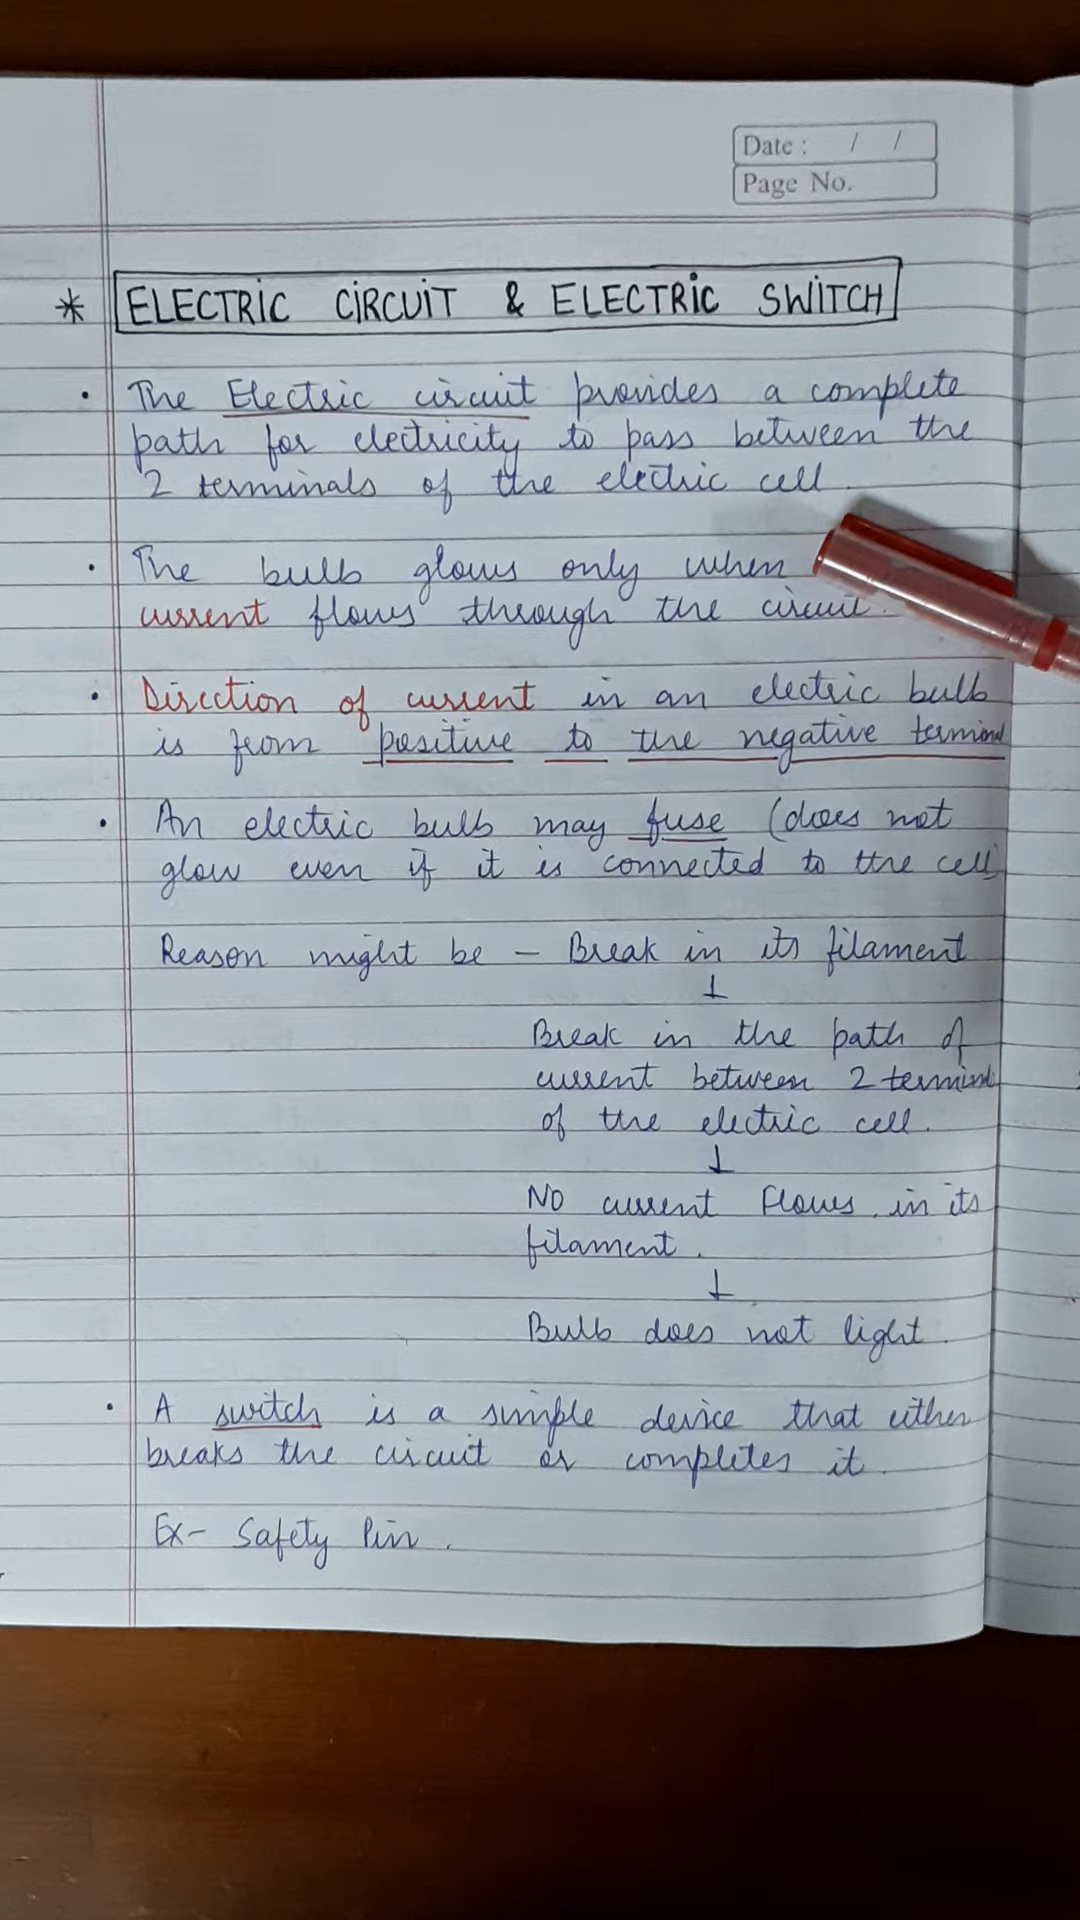 Date : / /
Page No.
* ELECTRIC CIRCUIT & ELECTRIC SWITCH
• The Electric circuit provides a complete
path for electricity to pass between the
2 terminals of the electric cell.
• The bulb glows only when
current flows through the circuit.
• Direction of current in an electric bulb
is from positive to the negative terminal
• An electric bulb may fuse (does not
glow even if it is connected to the cell)
Reason might be – Break in its filament
↓
Break in the path of
current between 2 terminals
of the electric cell.
↓
No current flows in its
filament.
↓
Bulb does not light.
• A switch is a simple device that either
breaks the circuit or completes it.
Ex- Safety Pin.